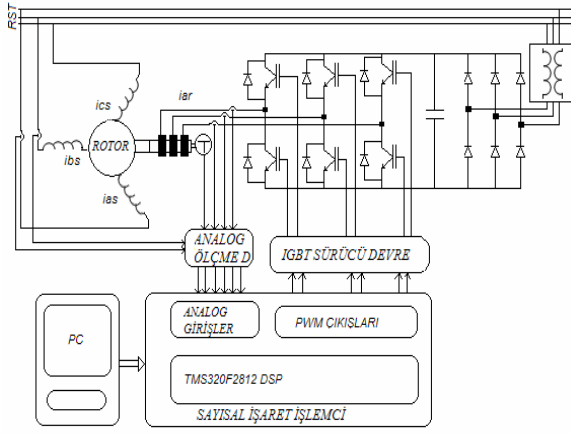 RST
ics
iar
ibs
ROTOR
T
ias
ANALOG
ÖLÇME D
IGBT SÜRÜCÜ DEVRE
PC
ANALOG
GİRİŞLER
PWM ÇIKIŞLARI
TMS320F2812 DSP
SAYISAL İŞARET İŞLEMCİ